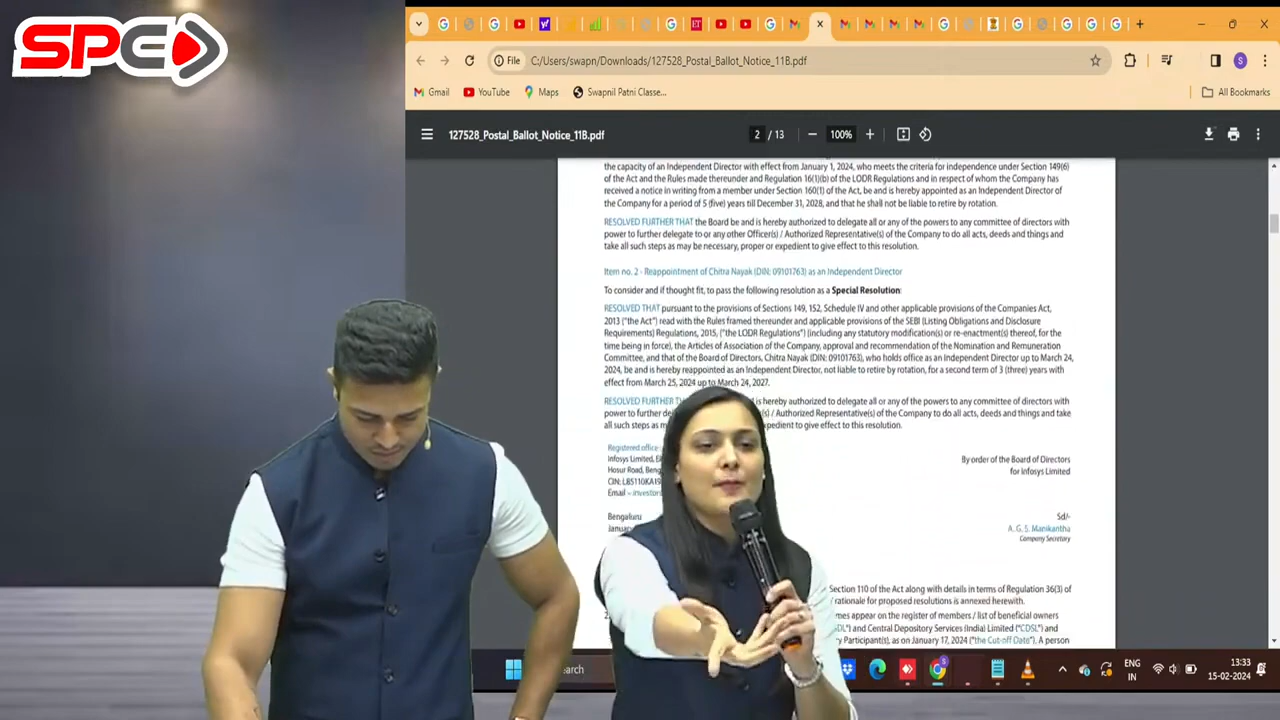 SPC
File
C:/Users/swapn/Downloads/127528_Postal_Ballot_Notice_11B.pdf
Gmail
YouTube
Maps
Swapnil Patni Classe...
All Bookmarks
127528_Postal_Ballot_Notice_11B.pdf
2 / 13
100%
the capacity of an Independent Director with effect from January 1, 2024, who meets the criteria for independence under Section 149(6)
of the Act and the Rules made thereunder and Regulation 16(1)(b) of the LODR Regulations and in respect of whom the Company has
received a notice in writing from a member under Section 160(1) of the Act, be and is hereby appointed as an Independent Director of
the Company for a period of 5 (five) years till December 31, 2028, and that he shall not be liable to retire by rotation.
RESOLVED FURTHER THAT the Board be and is hereby authorized to delegate all or any of the powers to any committee of directors with
power to further delegate to or any other Officer(s) / Authorized Representative(s) of the Company to do all acts, deeds and things and
take all such steps as may be necessary, proper or expedient to give effect to this resolution.
Item no. 2 - Reappointment of Chitra Nayak (DIN: 09101763) as an Independent Director
To consider and if thought fit, to pass the following resolution as a Special Resolution:
RESOLVED THAT pursuant to the provisions of Sections 149, 152, Schedule IV and other applicable provisions of the Companies Act,
2013 ("the Act") read with the Rules framed thereunder and applicable provisions of the SEBI (Listing Obligations and Disclosure
Requirements) Regulations, 2015, ("the LODR Regulations") (including any statutory modification(s) or re-enactment(s) thereof, for the
time being in force), the Articles of Association of the Company, approval and recommendation of the Nomination and Remuneration
Committee, and that of the Board of Directors, Chitra Nayak (DIN: 09101763), who holds office as an Independent Director up to March 24,
2024, be and is hereby reappointed as an Independent Director, not liable to retire by rotation, for a second term of 3 (three) years with
effect from March 25, 2024 up to March 24, 2027.
RESOLVED FURTHER is hereby authorized to delegate all or any of the powers to any committee of directors with
power to further (s) / Authorized Representative(s) of the Company to do all acts, deeds and things and take
all such steps as expedient to give effect to this resolution.
Registered office
Infosys Limited,
Hosur Road,
CIN: L85110KA19
Email
By order of the Board of Directors
for Infosys Limited
Bengaluru
Sd/-
A. G. S. Manikantha
Company Secretary
Section 110 of the Act along with details in terms of Regulation 36(3) of
/ rationale for proposed resolutions is annexed herewith.
appear on the register of members / list of beneficial owners
and Central Depository Services (India) Limited ("CDSL") and
Participant(s), as on January 17, 2024 ("the Cut-off Date"). A person
ENG
IN
13:33
15-02-2024